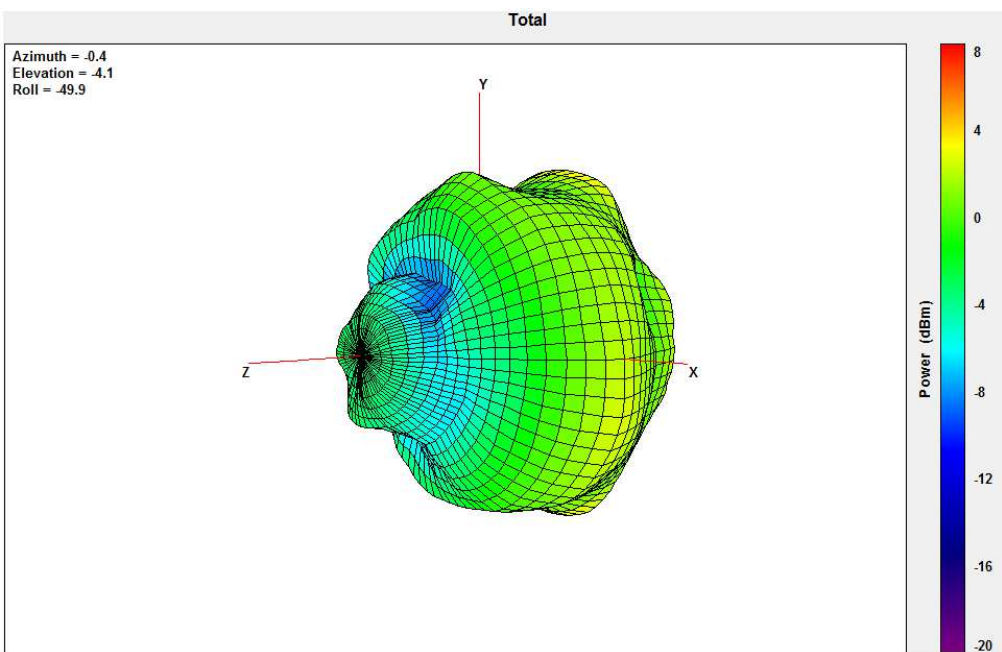 Total
Azimuth = -0.4
Elevation = -4.1
Roll = -49.9
Y
Z
X
8
4
0
-4
-8
-12
-16
-20
Power (dBm)